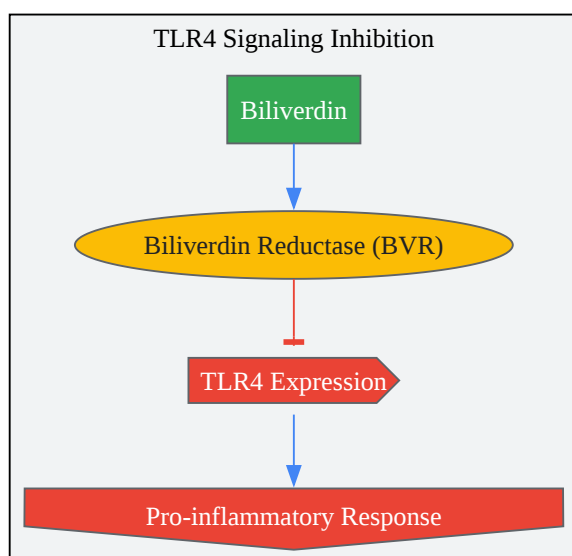 TLR4 Signaling Inhibition
Biliverdin
Biliverdin Reductase (BVR)
TLR4 Expression
Pro-inflammatory Response